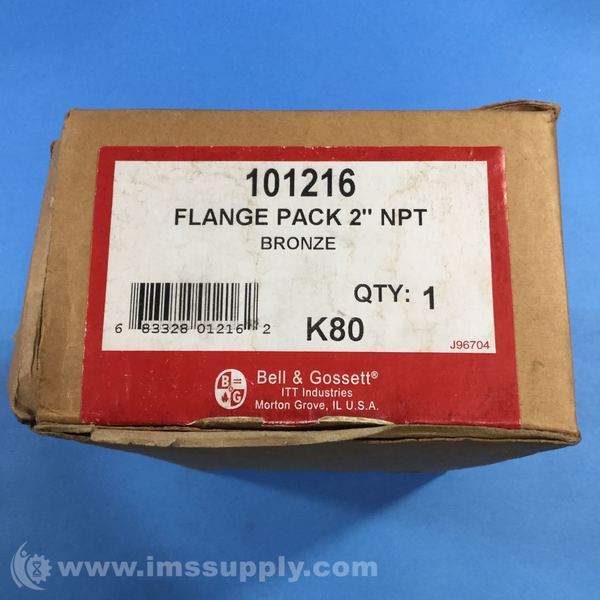 101216
FLANGE PACK 2" NPT
BRONZE
QTY: 1
6 83328 01216 2
K80
J96704
B G
Bell & Gossett®
ITT Industries
Morton Grove, IL U.S.A.
www.imssupply.com